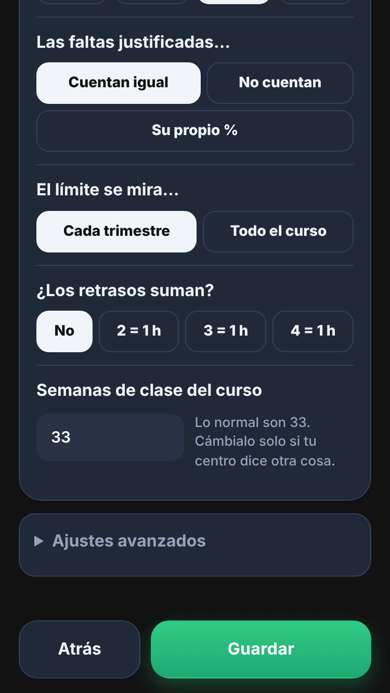 Las faltas justificadas...
Cuentan igual
No cuentan
Su propio %
El límite se mira...
Cada trimestre
Todo el curso
¿Los retrasos suman?
No
2 = 1 h
3 = 1 h
4 = 1 h
Semanas de clase del curso
33
Lo normal son 33.
Cámbialo solo si tu
centro dice otra cosa.
▶ Ajustes avanzados
Atrás
Guardar